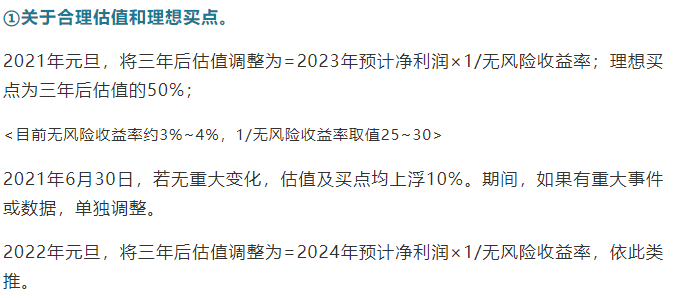 ①关于合理估值和理想买点。
2021年元旦，将三年后估值调整为=2023年预计净利润×1/无风险收益率；理想买
点为三年后估值的50%；
<目前无风险收益率约3%~4%，1/无风险收益率取值25~30>
2021年6月30日，若无重大变化，估值及买点均上浮10%。期间，如果有重大事件
或数据，单独调整。
2022年元旦，将三年后估值调整为=2024年预计净利润×1/无风险收益率，依此类
推。